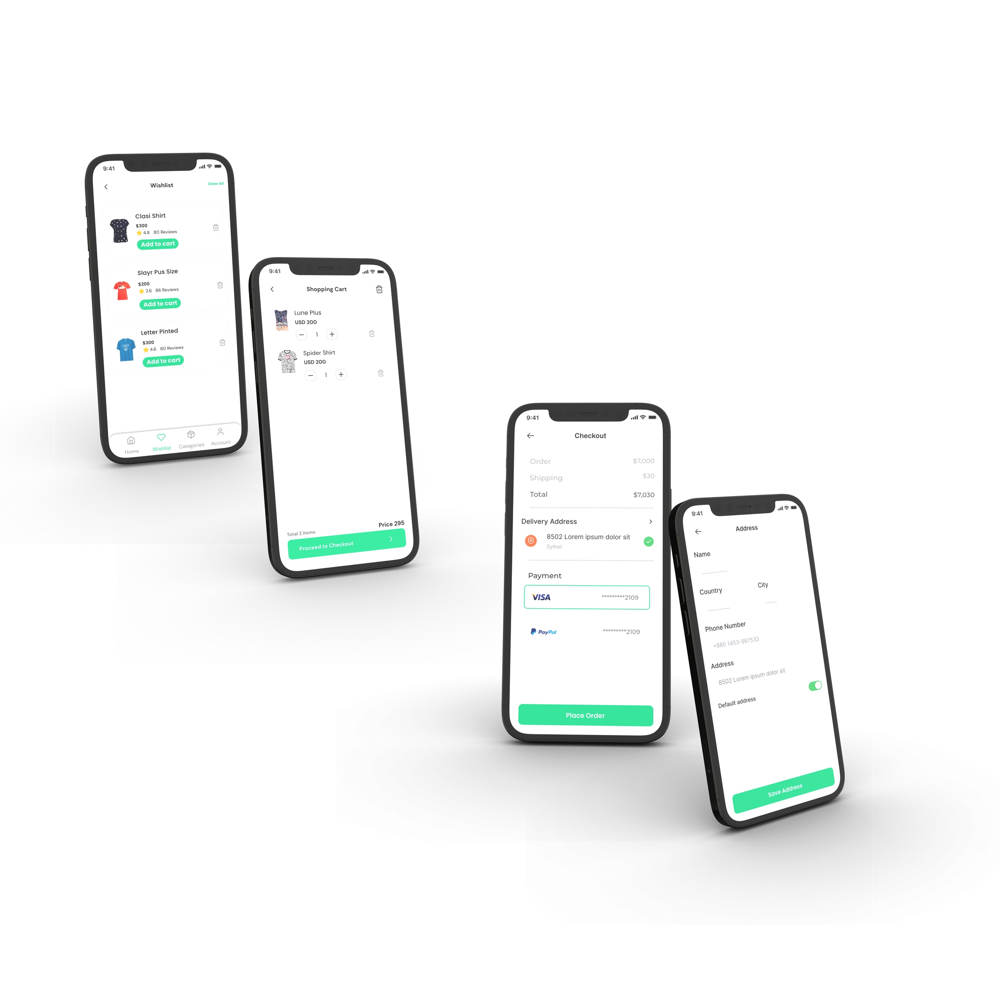 9:41
Wishlist
Clear All
Clasi Shirt
$300
4.8 80 Reviews
Add to cart
Slayr Pus Size
$200
2.6 86 Reviews
Add to cart
LAZY
AF
Letter Pinted
$300
4.6 80 Reviews
Add to cart
Home
Wishlist
Categories
Account
9:41
Shopping Cart
Lune Plus
USD 200
1
Spider Shirt
USD 200
1
Price 295
Total 2 Items
Proceed to Checkout
9:41
Checkout
Order $7,000
Shipping $30
Total $7,030
Delivery Address
8502 Lorem ipsum dolor sit
Sylhet
Payment
VISA *********2109
PayPal *********2109
Place Order
9:41
Address
Name
Country City
Phone Number
+880 1453-987533
Address
8502 Lorem ipsum dolor sit
Default address
Save Address